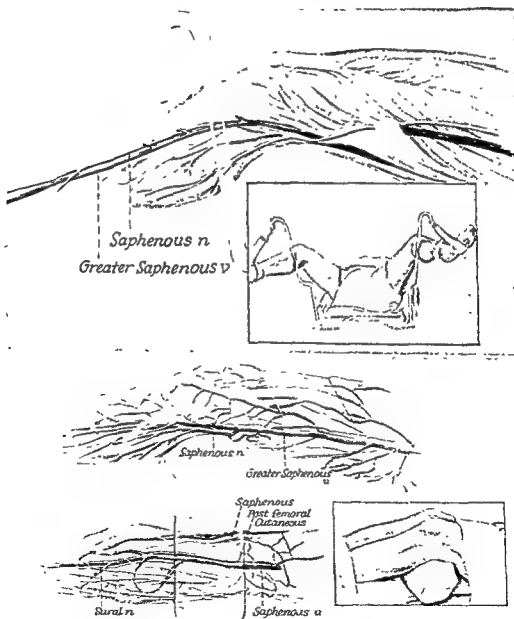 Saphenous n
Greater Saphenous v
Saphenous n
Greater Saphenous
v
Saphenous
Post femoral
Cutaneous
Sural n
Saphenous v